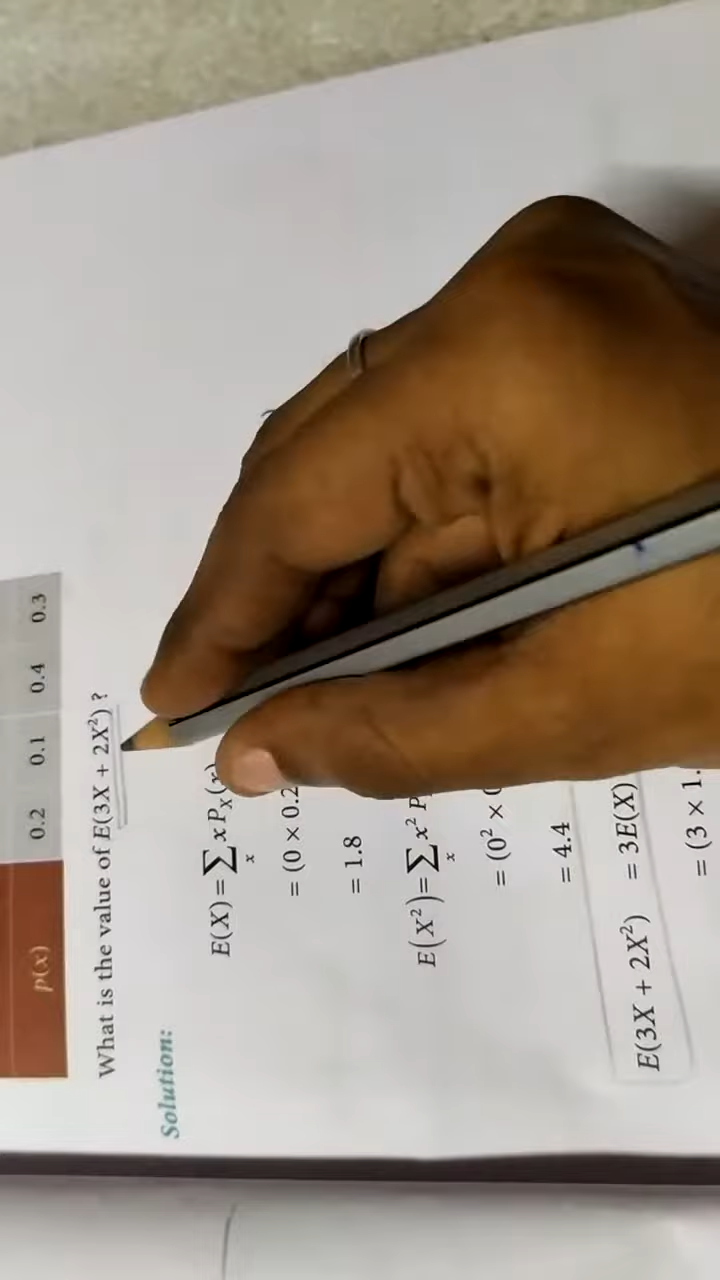 p(x) 0.2 0.1 0.4 0.3
What is the value of E(3X + 2X²) ?
Solution:
E(X) = ∑ x P_X(x)
x
= (0 × 0.2
= 1.8
E(X²) = ∑ x² P
x
= (0² ×
= 4.4
E(3X + 2X²) = 3E(X)
= (3 × 1.